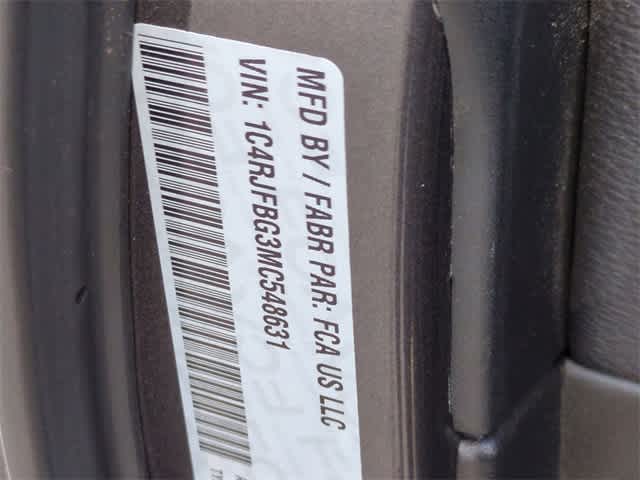 MFD BY / FABR PAR: FCA US LLC
VIN: 1C4RJFBG3MC548631